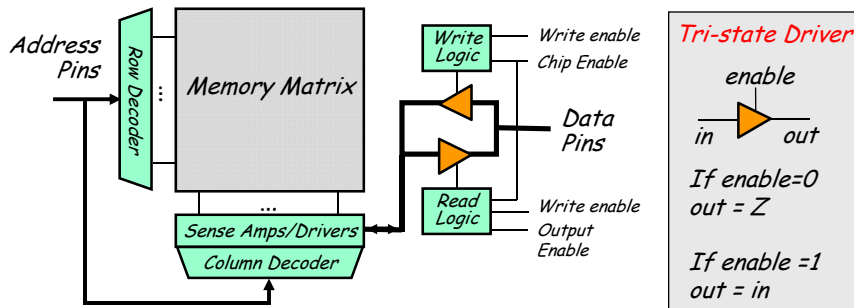 Address
Pins
Row Decoder
...
Memory Matrix
...
Sense Amps/Drivers
Column Decoder
Write
Logic
Write enable
Chip Enable
Data
Pins
Read
Logic
Write enable
Output
Enable
Tri-state Driver
enable
in
out
If enable=0
out = Z
If enable =1
out = in